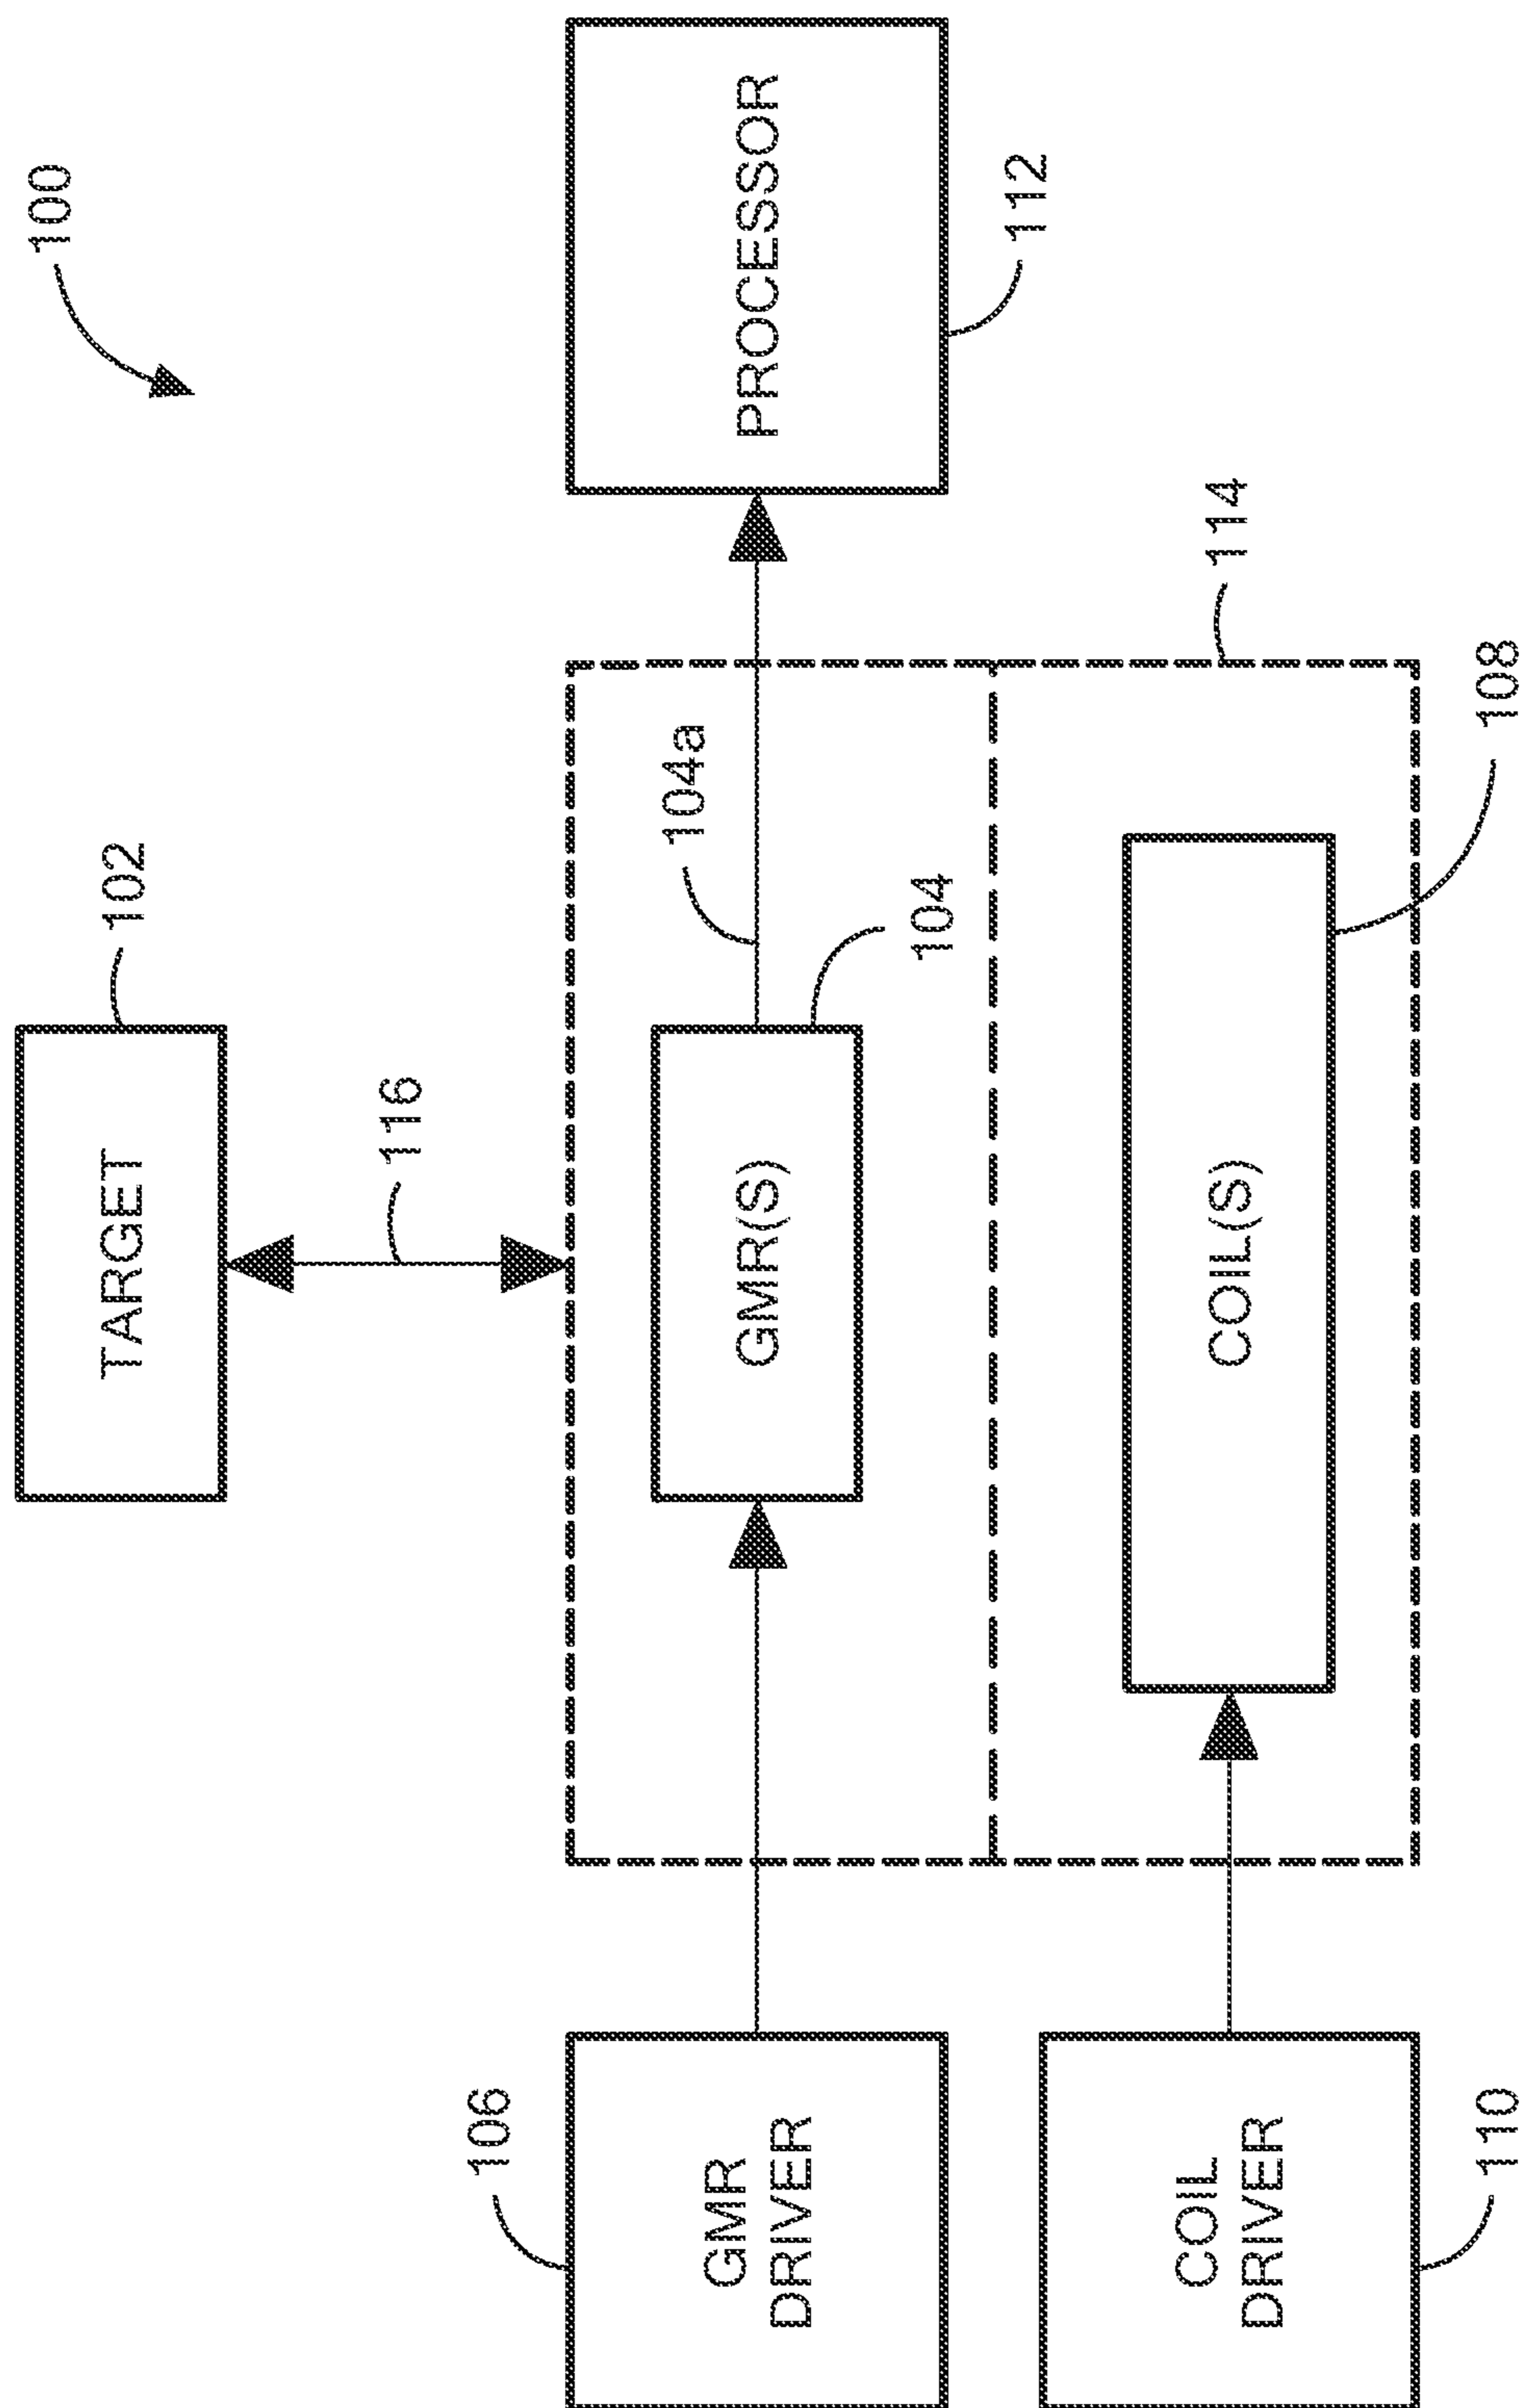 100
TARGET
102
116
106
GMR
DRIVER
GMR(S)
104a
104
PROCESSOR
112
COIL
DRIVER
110
COIL(S)
114
108